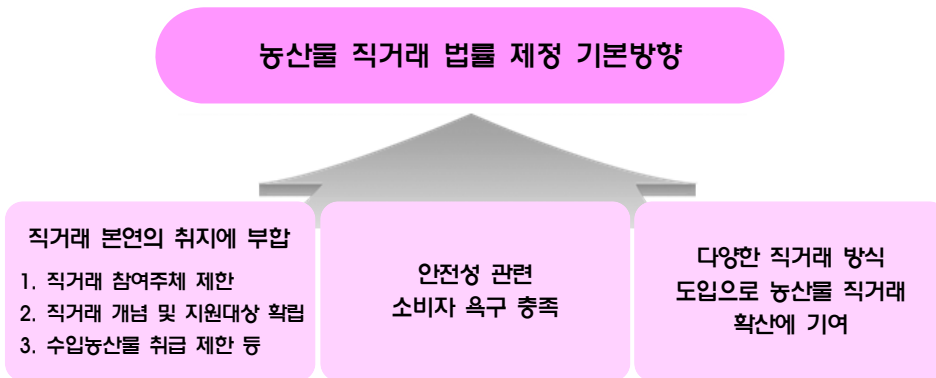 농산물 직거래 법률 제정 기본방향
직거래 본연의 취지에 부합
1. 직거래 참여주체 제한
2. 직거래 개념 및 지원대상 확립
3. 수입농산물 취급 제한 등
안전성 관련
소비자 욕구 충족
다양한 직거래 방식
도입으로 농산물 직거래
확산에 기여